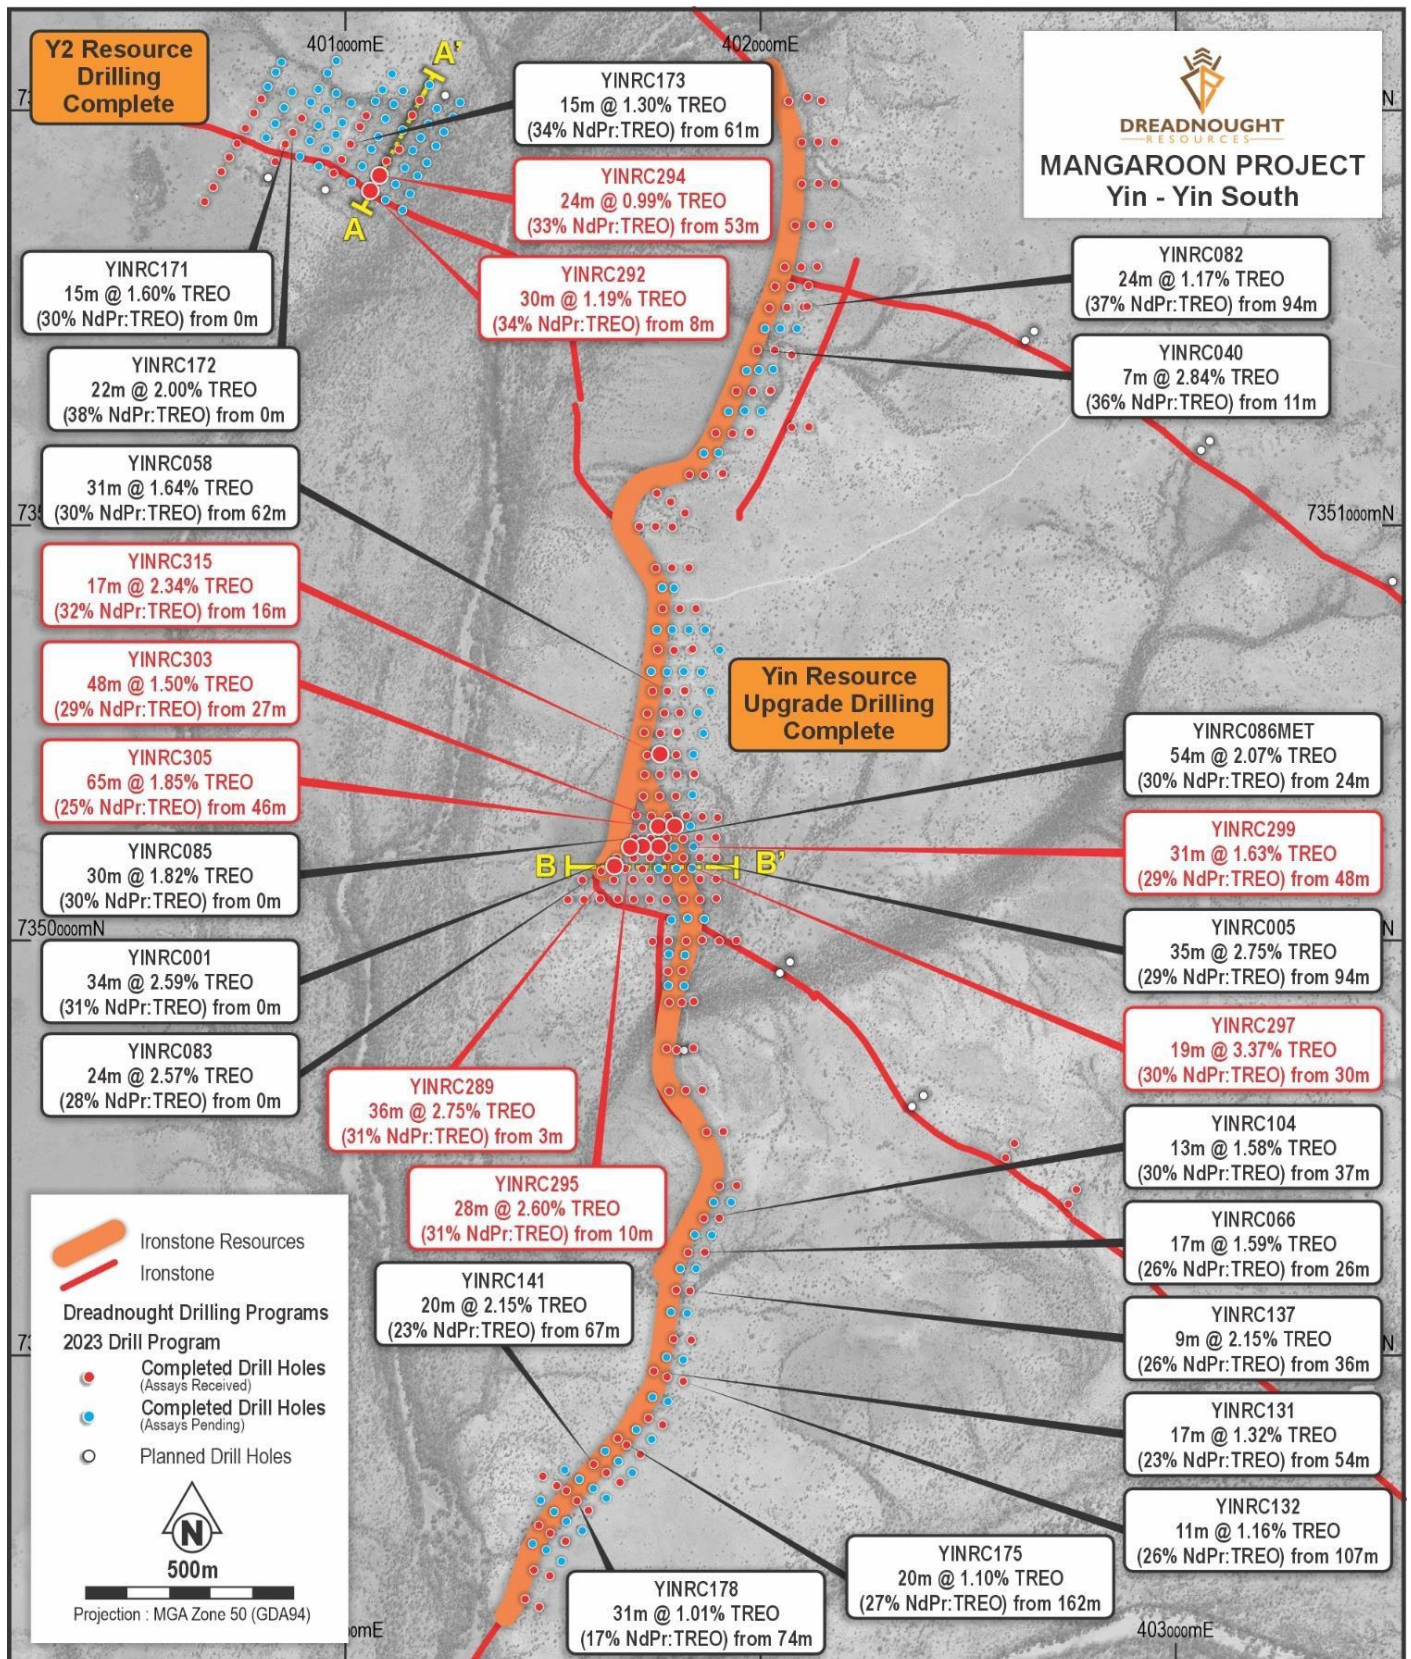 401000mE
402000mE
Y2 Resource
Drilling
Complete
A'
A
YINRC173
15m @ 1.30% TREO
(34% NdPr:TREO) from 61m
DREADNOUGHT
RESOURCES
MANGAROON PROJECT
Yin - Yin South
N
YINRC294
24m @ 0.99% TREO
(33% NdPr:TREO) from 53m
YINRC171
15m @ 1.60% TREO
(30% NdPr:TREO) from 0m
YINRC292
30m @ 1.19% TREO
(34% NdPr:TREO) from 8m
YINRC082
24m @ 1.17% TREO
(37% NdPr:TREO) from 94m
YINRC172
22m @ 2.00% TREO
(38% NdPr:TREO) from 0m
YINRC040
7m @ 2.84% TREO
(36% NdPr:TREO) from 11m
YINRC058
31m @ 1.64% TREO
(30% NdPr:TREO) from 62m
7351000mN
YINRC315
17m @ 2.34% TREO
(32% NdPr:TREO) from 16m
YINRC303
48m @ 1.50% TREO
(29% NdPr:TREO) from 27m
Yin Resource
Upgrade Drilling
Complete
YINRC305
65m @ 1.85% TREO
(25% NdPr:TREO) from 46m
YINRC086MET
54m @ 2.07% TREO
(30% NdPr:TREO) from 24m
YINRC085
30m @ 1.82% TREO
(30% NdPr:TREO) from 0m
B
B'
YINRC299
31m @ 1.63% TREO
(29% NdPr:TREO) from 48m
7350000mN
N
YINRC001
34m @ 2.59% TREO
(31% NdPr:TREO) from 0m
YINRC005
35m @ 2.75% TREO
(29% NdPr:TREO) from 94m
YINRC083
24m @ 2.57% TREO
(28% NdPr:TREO) from 0m
YINRC297
19m @ 3.37% TREO
(30% NdPr:TREO) from 30m
YINRC289
36m @ 2.75% TREO
(31% NdPr:TREO) from 3m
YINRC104
13m @ 1.58% TREO
(30% NdPr:TREO) from 37m
YINRC295
28m @ 2.60% TREO
(31% NdPr:TREO) from 10m
YINRC066
17m @ 1.59% TREO
(26% NdPr:TREO) from 26m
YINRC141
20m @ 2.15% TREO
(23% NdPr:TREO) from 67m
YINRC137
9m @ 2.15% TREO
(26% NdPr:TREO) from 36m
N
YINRC131
17m @ 1.32% TREO
(23% NdPr:TREO) from 54m
YINRC132
11m @ 1.16% TREO
(26% NdPr:TREO) from 107m
YINRC175
20m @ 1.10% TREO
(27% NdPr:TREO) from 162m
YINRC178
31m @ 1.01% TREO
(17% NdPr:TREO) from 74m
Ironstone Resources
Ironstone
Dreadnought Drilling Programs
2023 Drill Program
Completed Drill Holes
(Assays Received)
Completed Drill Holes
(Assays Pending)
Planned Drill Holes
N
500m
Projection : MGA Zone 50 (GDA94)
403000mE